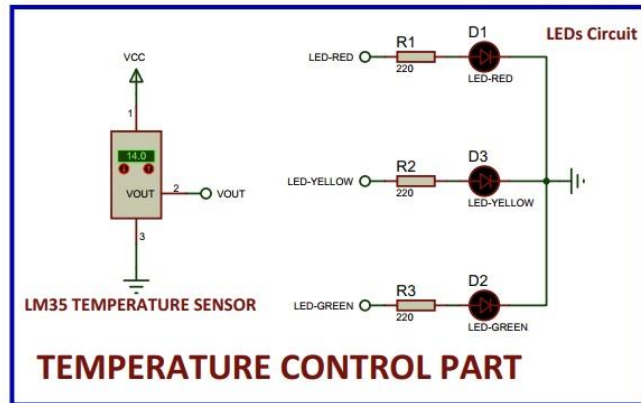 LEDs Circuit
VCC
1
14.0
VOUT
2
VOUT
3
LM35 TEMPERATURE SENSOR
LED-RED
R1
220
D1
LED-RED
LED-YELLOW
R2
220
D3
LED-YELLOW
LED-GREEN
R3
220
D2
LED-GREEN
TEMPERATURE CONTROL PART